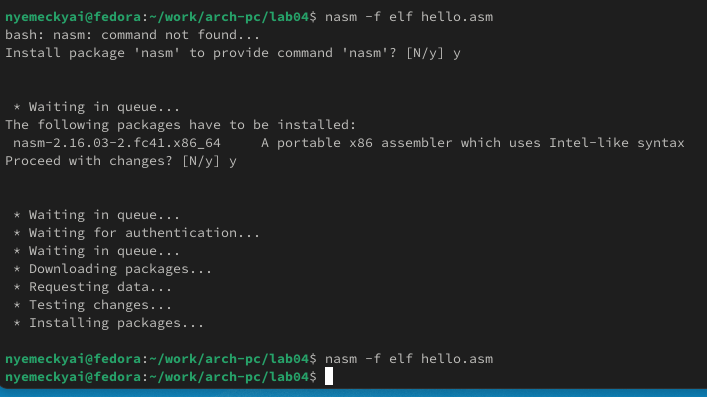 nyemeckyai@fedora:~/work/arch-pc/lab04$ nasm -f elf hello.asm
bash: nasm: command not found...
Install package 'nasm' to provide command 'nasm'? [N/y] y
* Waiting in queue...
The following packages have to be installed:
nasm-2.16.03-2.fc41.x86_64 A portable x86 assembler which uses Intel-like syntax
Proceed with changes? [N/y] y
* Waiting in queue...
* Waiting for authentication...
* Waiting in queue...
* Downloading packages...
* Requesting data...
* Testing changes...
* Installing packages...
nyemeckyai@fedora:~/work/arch-pc/lab04$ nasm -f elf hello.asm
nyemeckyai@fedora:~/work/arch-pc/lab04$